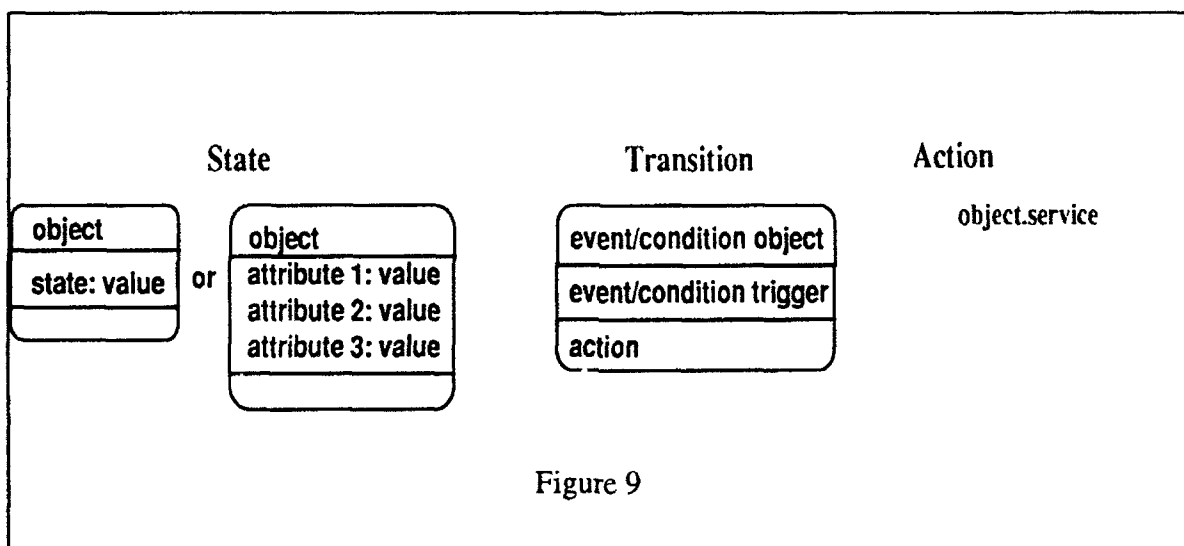 State
object
state: value
or
object
attribute 1: value
attribute 2: value
attribute 3: value
Transition
event/condition object
event/condition trigger
action
Action
object.service
Figure 9